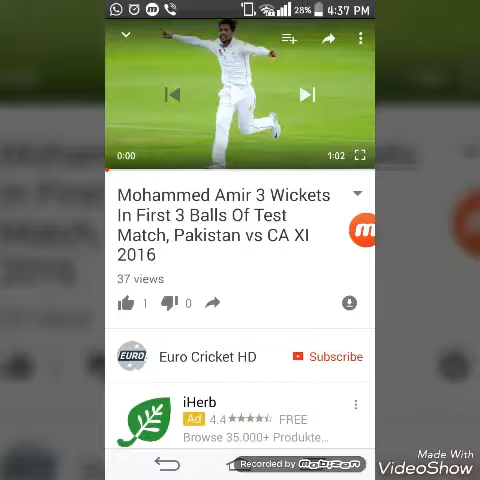 28% 4:37 PM
0:00 1:02
Mohammed Amir 3 Wickets
In First 3 Balls Of Test
Match, Pakistan vs CA XI
2016
37 views
1 0
EURO Euro Cricket HD Subscribe
iHerb
Ad 4.4 FREE
Browse 35.000+ Produkte...
Recorded by mobizen
Made With
VideoShow